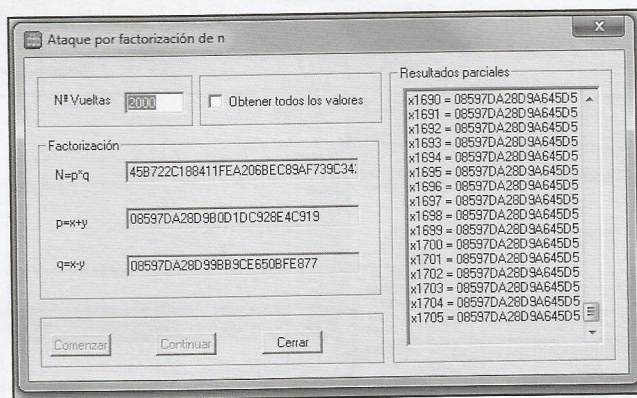 Ataque por factorización de n
Nª Vueltas 2000
Obtener todos los valores
Factorización
N=p*q 45B722C188411FEA206BEC89AF739C34
p=x+y 08597DA28D9B0D1DC928E4C919
q=x-y 08597DA28D99BB9CE650BFE877
Comenzar Continuar Cerrar
Resultados parciales
x1690 = 08597DA28D9A645D5
x1691 = 08597DA28D9A645D5
x1692 = 08597DA28D9A645D5
x1693 = 08597DA28D9A645D5
x1694 = 08597DA28D9A645D5
x1695 = 08597DA28D9A645D5
x1696 = 08597DA28D9A645D5
x1697 = 08597DA28D9A645D5
x1698 = 08597DA28D9A645D5
x1699 = 08597DA28D9A645D5
x1700 = 08597DA28D9A645D5
x1701 = 08597DA28D9A645D5
x1702 = 08597DA28D9A645D5
x1703 = 08597DA28D9A645D5
x1704 = 08597DA28D9A645D5
x1705 = 08597DA28D9A645D5